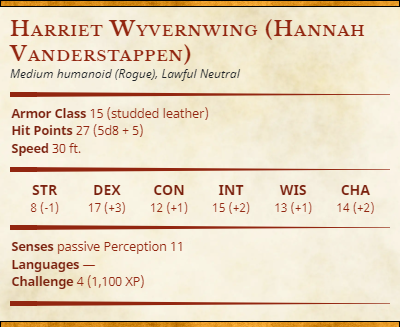 Harriet Wyvernwing (Hannah
Vanderstappen)
Medium humanoid (Rogue), Lawful Neutral
Armor Class 15 (studded leather)
Hit Points 27 (5d8 + 5)
Speed 30 ft.
STR DEX CON INT WIS CHA
8 (-1) 17 (+3) 12 (+1) 15 (+2) 13 (+1) 14 (+2)
Senses passive Perception 11
Languages —
Challenge 4 (1,100 XP)